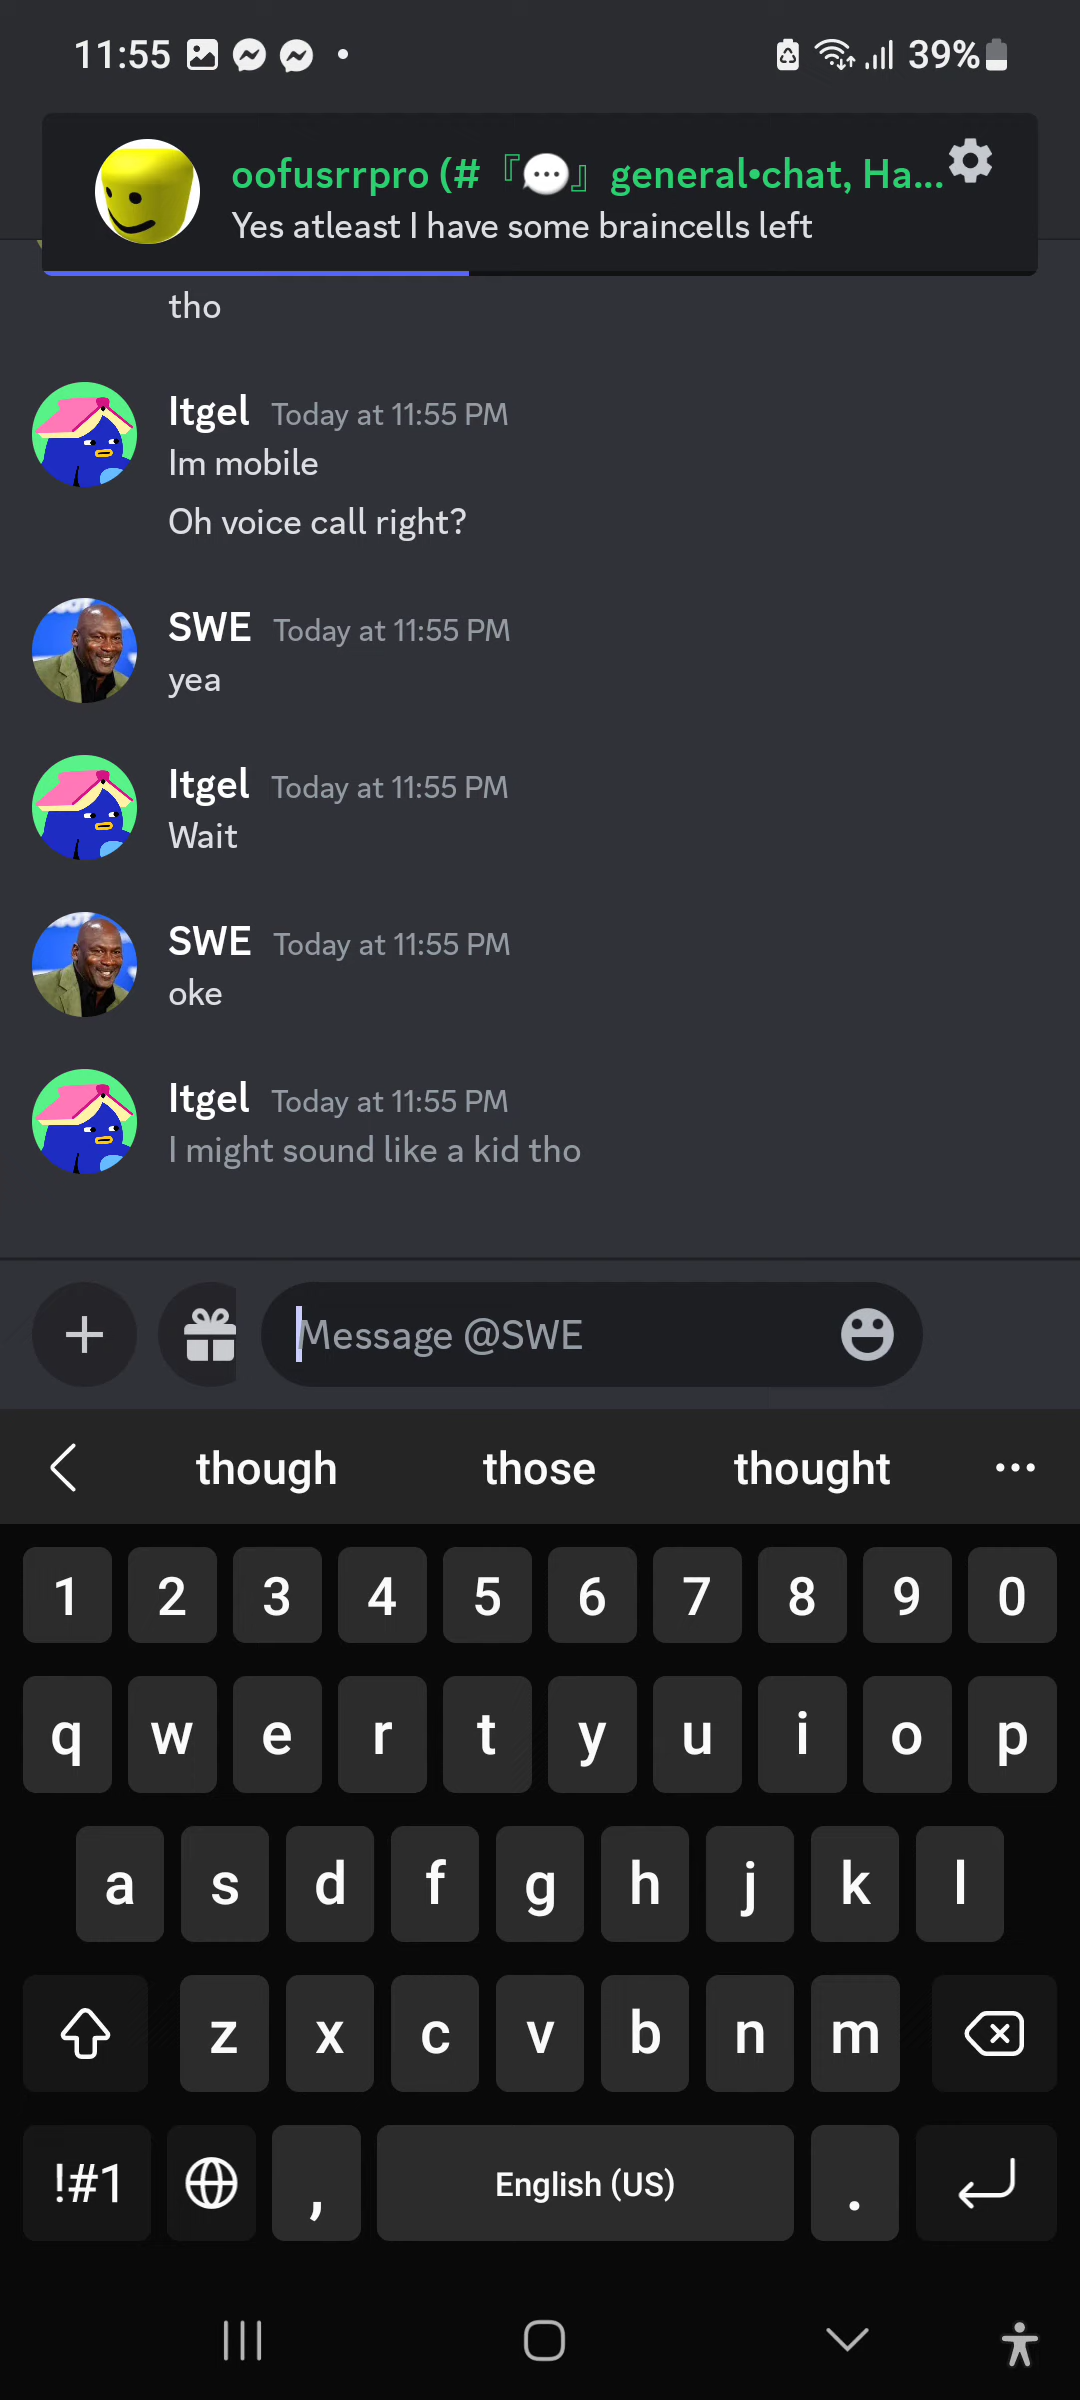 11:55
39%
oofusrrpro (# 『💬』 general•chat, Ha...
Yes atleast I have some braincells left
tho
Itgel Today at 11:55 PM
Im mobile
Oh voice call right?
SWE Today at 11:55 PM
yea
Itgel Today at 11:55 PM
Wait
SWE Today at 11:55 PM
oke
Itgel Today at 11:55 PM
I might sound like a kid tho
Message @SWE
though those thought ...
1 2 3 4 5 6 7 8 9 0
q w e r t y u i o p
a s d f g h j k l
z x c v b n m
!#1 , English (US) .